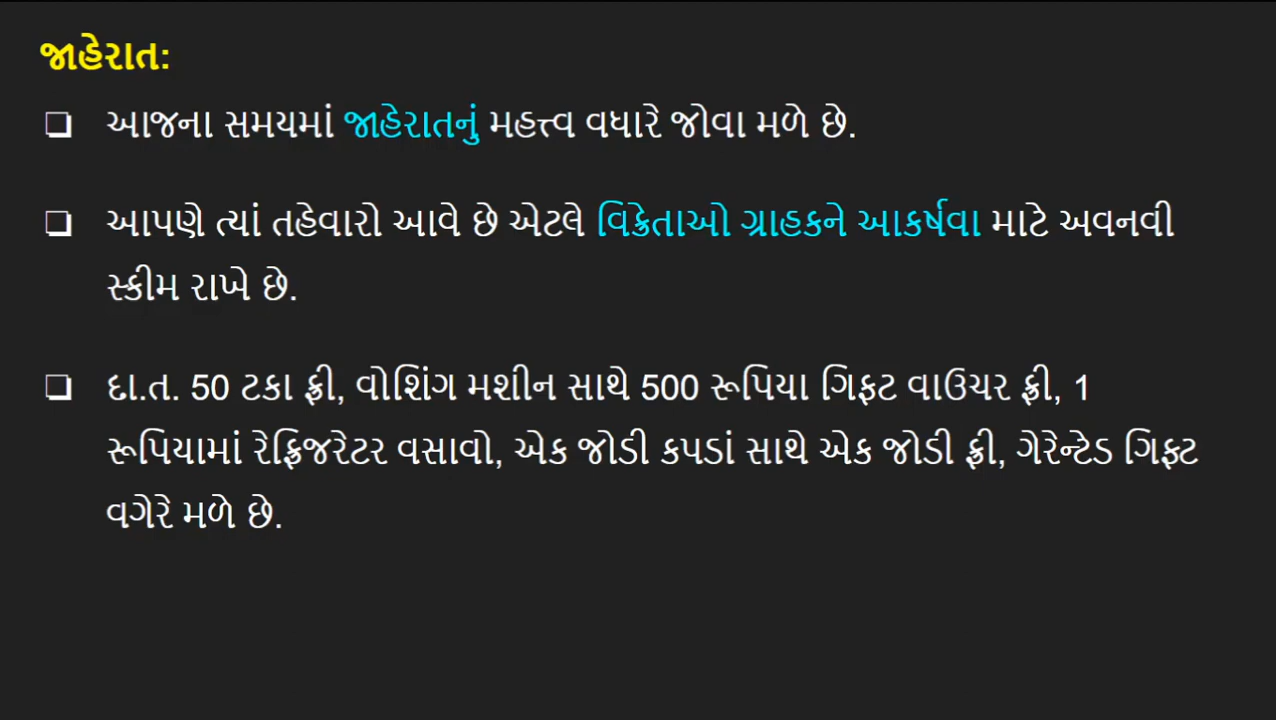 જાહેરાત:
❏ આજના સમયમાં જાહેરાતનું મહત્ત્વ વધારે જોવા મળે છે.
❏ આપણે ત્યાં તહેવારો આવે છે એટલે વિક્રેતાઓ ગ્રાહકને આકર્ષવા માટે અવનવી
સ્કીમ રાખે છે.
❏ દા.ત. 50 ટકા ફ્રી, વોશિંગ મશીન સાથે 500 રૂપિયા ગિફટ વાઉચર ફ્રી, 1
રૂપિયામાં રેફ્રિજરેટર વસાવો, એક જોડી કપડાં સાથે એક જોડી ફ્રી, ગેરેન્ટેડ ગિફ્ટ
વગેરે મળે છે.